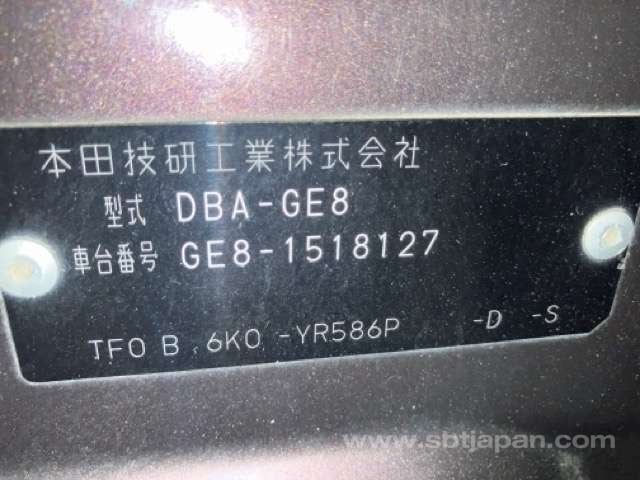 本田技研工業株式会社
型式 DBA-GE8
車台番号 GE8-1518127
TFO B 6K0 -YR586P -D -S
www.sbtjapan.com